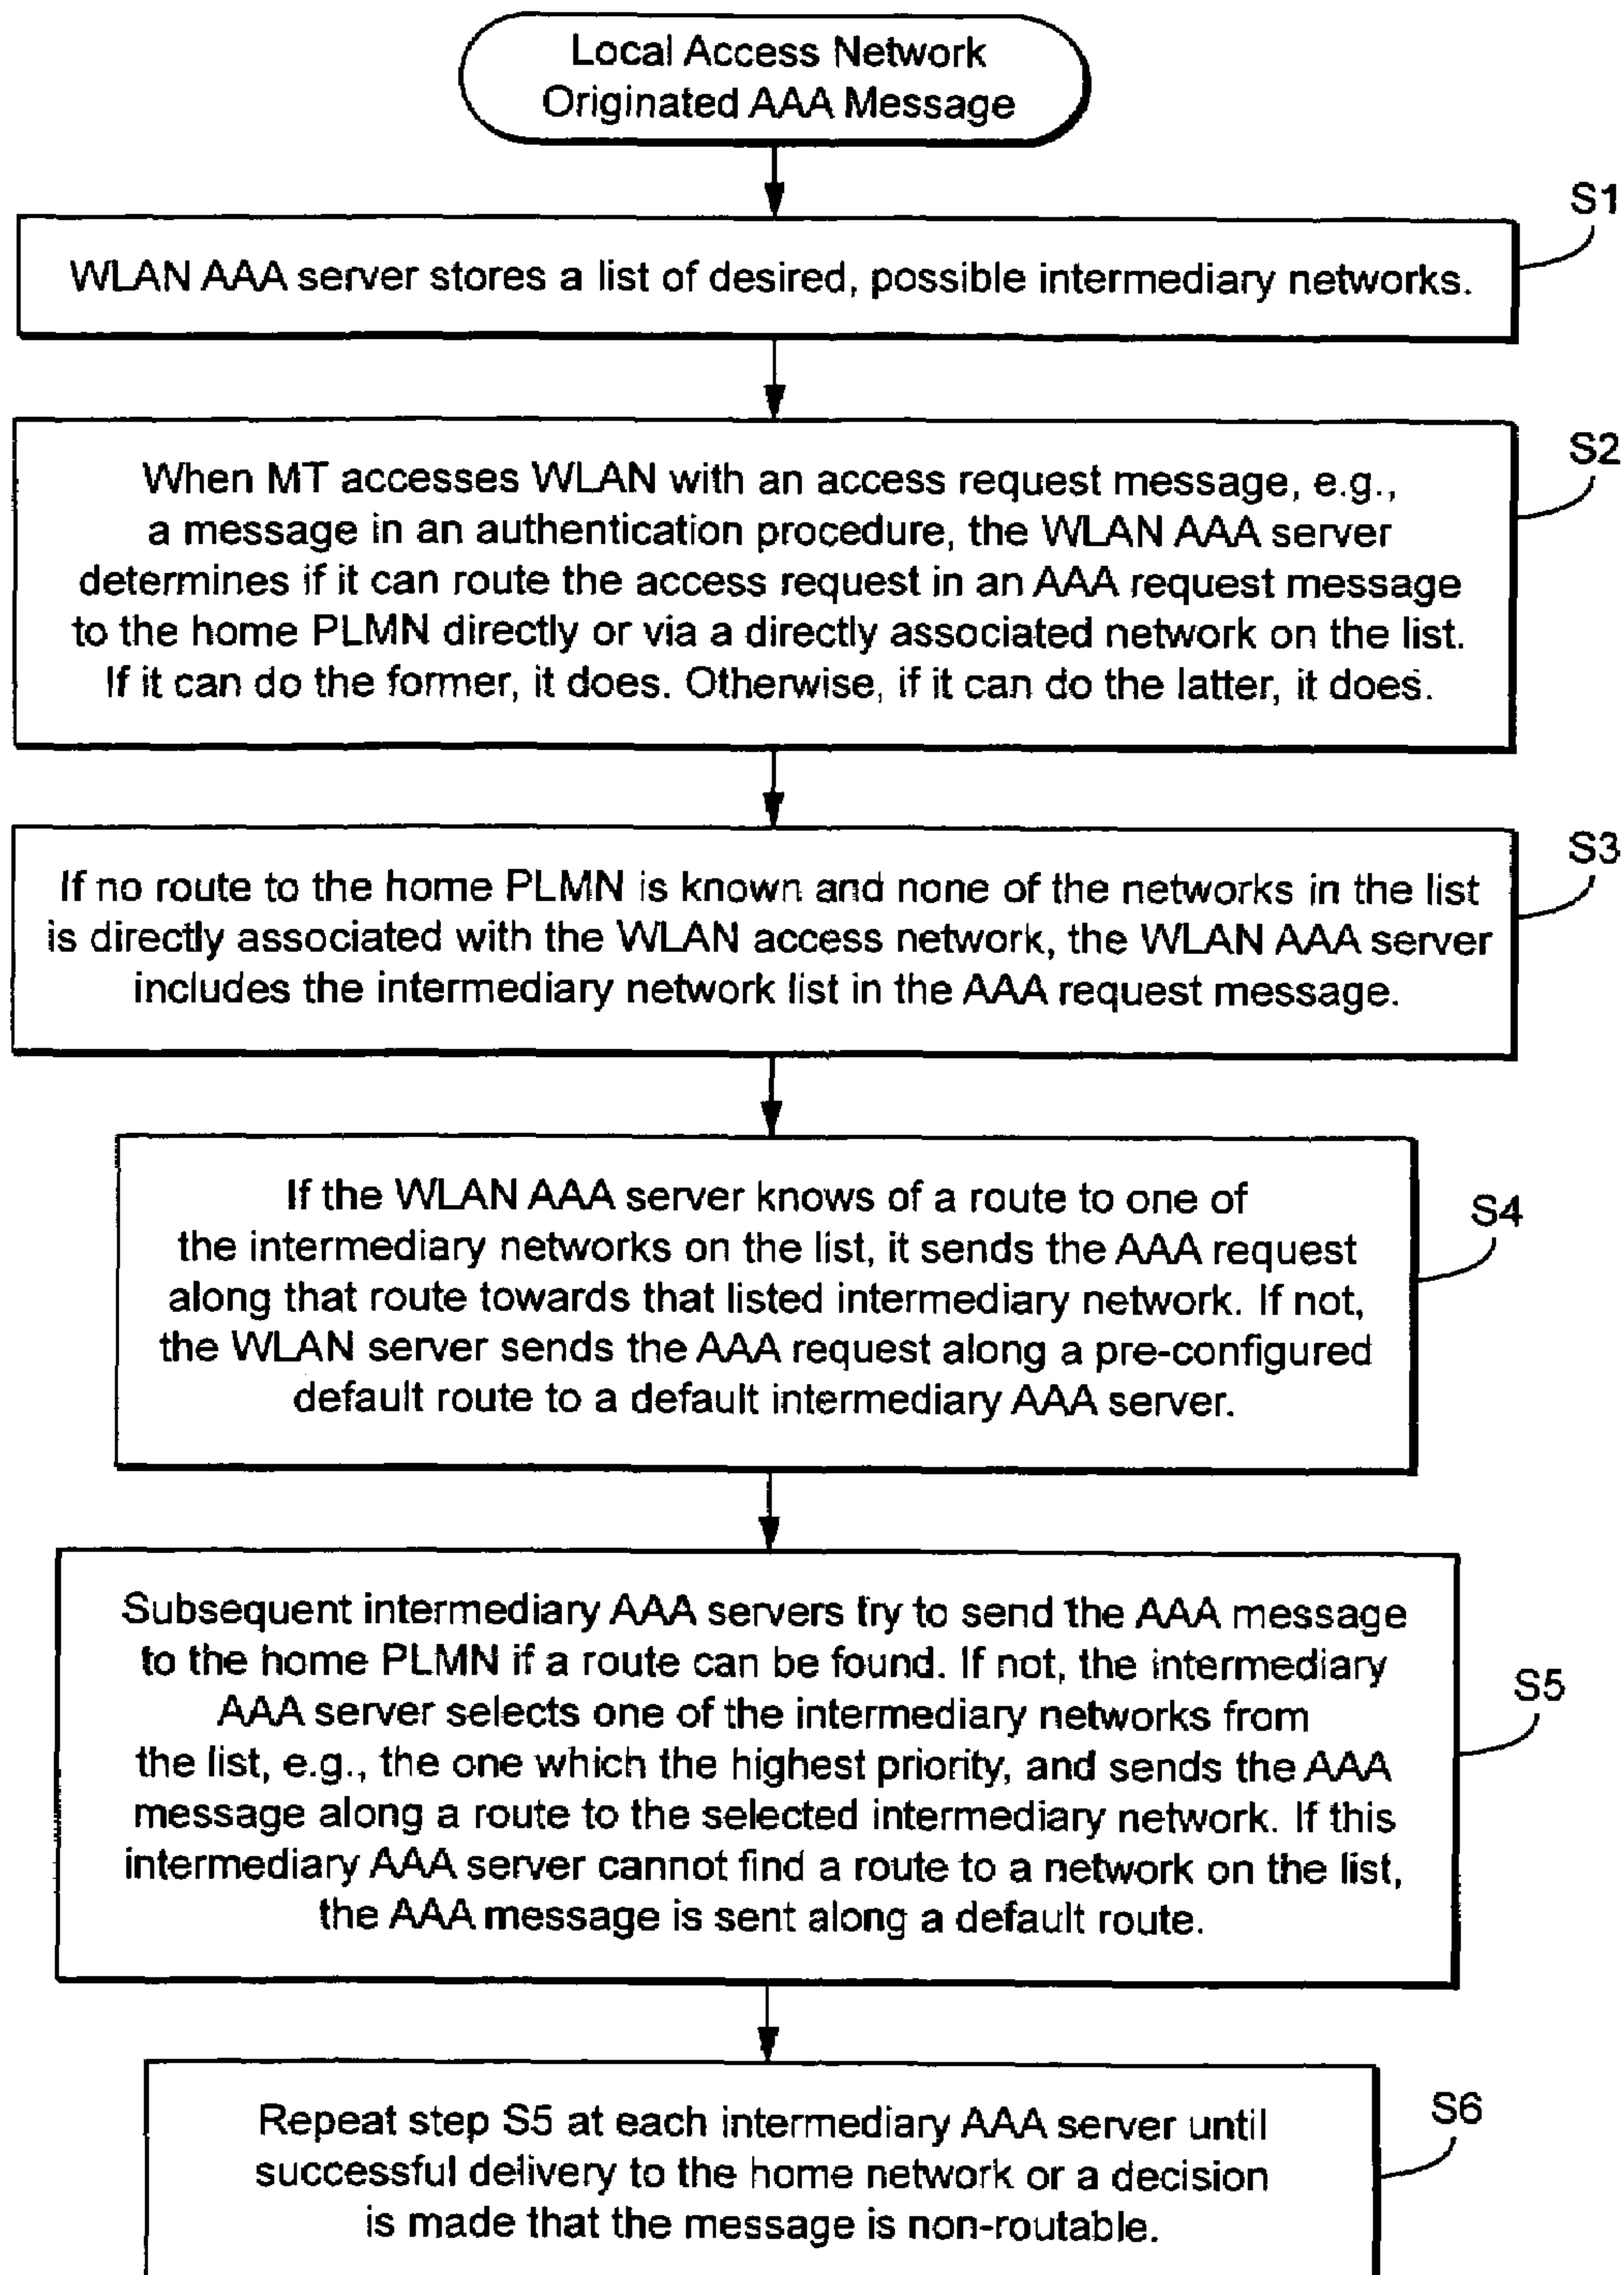 Local Access Network
Originated AAA Message
S1
WLAN AAA server stores a list of desired, possible intermediary networks.
S2
When MT accesses WLAN with an access request message, e.g.,
a message in an authentication procedure, the WLAN AAA server
determines if it can route the access request in an AAA request message
to the home PLMN directly or via a directly associated network on the list.
If it can do the former, it does. Otherwise, if it can do the latter, it does.
S3
If no route to the home PLMN is known and none of the networks in the list
is directly associated with the WLAN access network, the WLAN AAA server
includes the intermediary network list in the AAA request message.
S4
If the WLAN AAA server knows of a route to one of
the intermediary networks on the list, it sends the AAA request
along that route towards that listed intermediary network. If not,
the WLAN server sends the AAA request along a pre-configured
default route to a default intermediary AAA server.
S5
Subsequent intermediary AAA servers try to send the AAA message
to the home PLMN if a route can be found. If not, the intermediary
AAA server selects one of the intermediary networks from
the list, e.g., the one which the highest priority, and sends the AAA
message along a route to the selected intermediary network. If this
intermediary AAA server cannot find a route to a network on the list,
the AAA message is sent along a default route.
S6
Repeat step S5 at each intermediary AAA server until
successful delivery to the home network or a decision
is made that the message is non-routable.